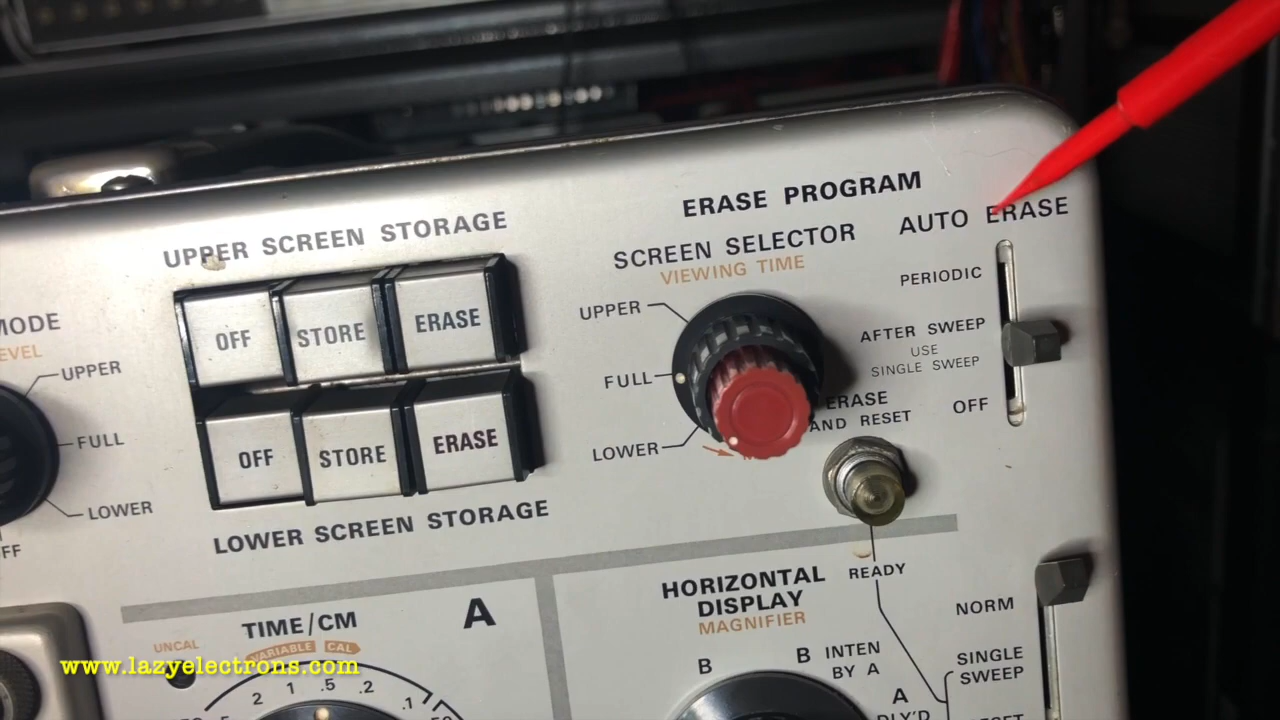 ERASE PROGRAM
UPPER SCREEN STORAGE
SCREEN SELECTOR
VIEWING TIME
AUTO ERASE
PERIODIC
AFTER SWEEP
USE
SINGLE SWEEP
OFF
UPPER
FULL
LOWER
ERASE
AND RESET
OFF
STORE
ERASE
OFF
STORE
ERASE
LOWER SCREEN STORAGE
MODE
UPPER
FULL
LOWER
READY
HORIZONTAL
DISPLAY
MAGNIFIER
NORM
SINGLE
SWEEP
B
B INTEN
BY A
A
DLY'D
TIME/CM
A
UNCAL
VARIABLE CAL
2 1 .5 .2 .1
www.lazyelectrons.com